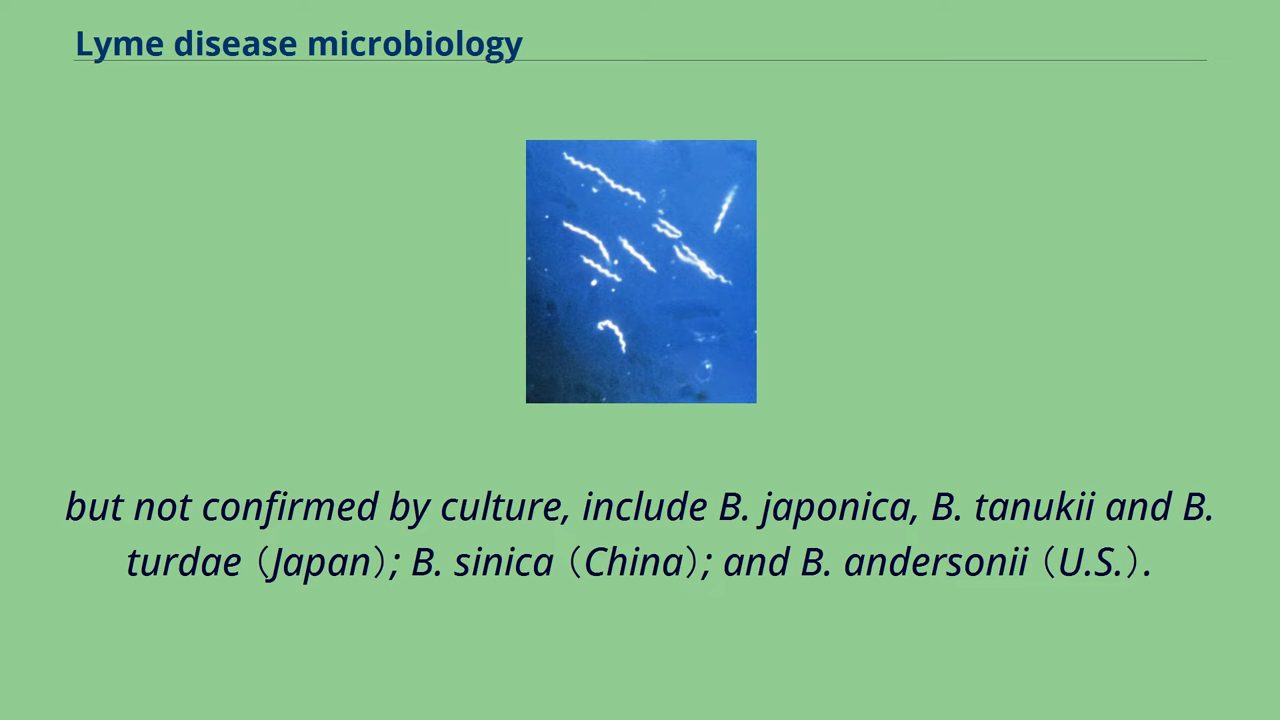 Lyme disease microbiology
but not confirmed by culture, include B. japonica, B. tanukii and B.
turdae (Japan); B. sinica (China); and B. andersonii (U.S.).